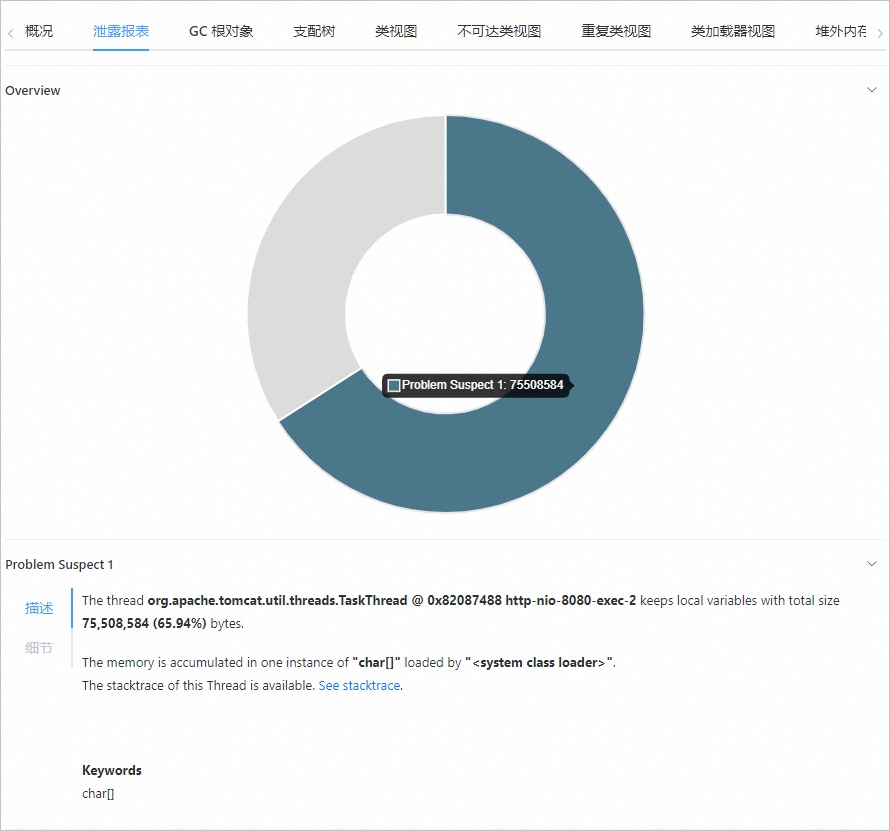 概况 泄露报表 GC 根对象 支配树 类视图 不可达类视图 重复类视图 类加载器视图 堆外内存
Overview
Problem Suspect 1: 75508584
Problem Suspect 1
描述
细节
The thread org.apache.tomcat.util.threads.TaskThread @ 0x82087488 http-nio-8080-exec-2 keeps local variables with total size
75,508,584 (65.94%) bytes.
The memory is accumulated in one instance of "char[]" loaded by "<system class loader>".
The stacktrace of this Thread is available. See stacktrace.
Keywords
char[]